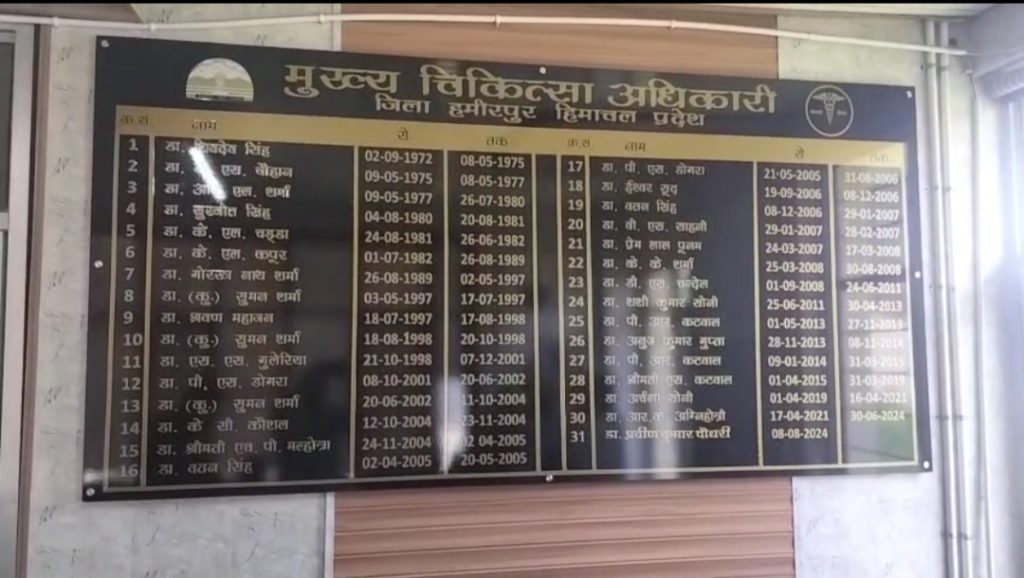 मुख्य चिकित्सा अधिकारी
जिला हमीरपुर हिमाचल प्रदेश
क्र.स. नाम से तक
1 डा. सिंह 02-09-1972 08-05-1975
2 डा. एस. चौहान 09-05-1975 08-05-1977
3 डा. एल. शर्मा 09-05-1977 26-07-1980
4 डा. सुरजीत सिंह 04-08-1980 20-08-1981
5 डा. के. एल. चड्डा 24-08-1981 26-06-1982
6 डा. के. एल. कपूर 01-07-1982 26-08-1989
7 डा. गोरखा नाथ शर्मा 26-08-1989 02-05-1997
8 डा. (कु.) सुमन शर्मा 03-05-1997 17-07-1997
9 डा. श्रवण महाजन 18-07-1997 17-08-1998
10 डा. (कु.) सुमन शर्मा 18-08-1998 20-10-1998
11 डा. एस. एस. गुलेरिया 21-10-1998 07-12-2001
12 डा. पी. एस. डोगरा 08-10-2001 20-06-2002
13 डा. (कु.) सुमन शर्मा 20-06-2002 11-10-2004
14 डा. के सी. कौशल 12-10-2004 23-11-2004
15 डा. श्रीमती एच. पी. मल्होत्रा 24-11-2004 02 04-2005
16 डा. वतन सिंह 02-04-2005 20-05-2005
क्र.स. नाम से तक
17 डा. पी. एस. डोगरा 21-05-2005 31-08-2006
18 डा. ईश्वर सूद 19-09-2006 08-12-2006
19 डा. वतन सिंह 08-12-2006 29-01-2007
20 डा. वी. एस. साहनी 29-01-2007 28-02-2007
21 डा. प्रेम लाल पूनम 24-03-2007 17-03-2008
22 डा. के. के. शर्मा 25-03-2008 30-08-2008
23 डा. डी. एस. चन्देल 01-09-2008 24-06-2011
24 डा. शशी कुमार सोनी 25-06-2011 30-04-2013
25 डा. पी. आर. कटवाल 01-05-2013 27-11-2013
26 डा. अनुज कुमार गुप्ता 28-11-2013 08-11-2014
27 डा. पी. आर. कटवाल 09-01-2014 31-03-2015
28 डा. श्रीमती एस. कटवाल 01-04-2015 31-03-2019
29 डा. अर्चना सोनी 01-04-2019 16-04-2021
30 डा. आर. के अग्निहोत्री 17-04-2021 30-06-2024
31 डा. प्रवीण कुमार चौधरी 08-08-2024